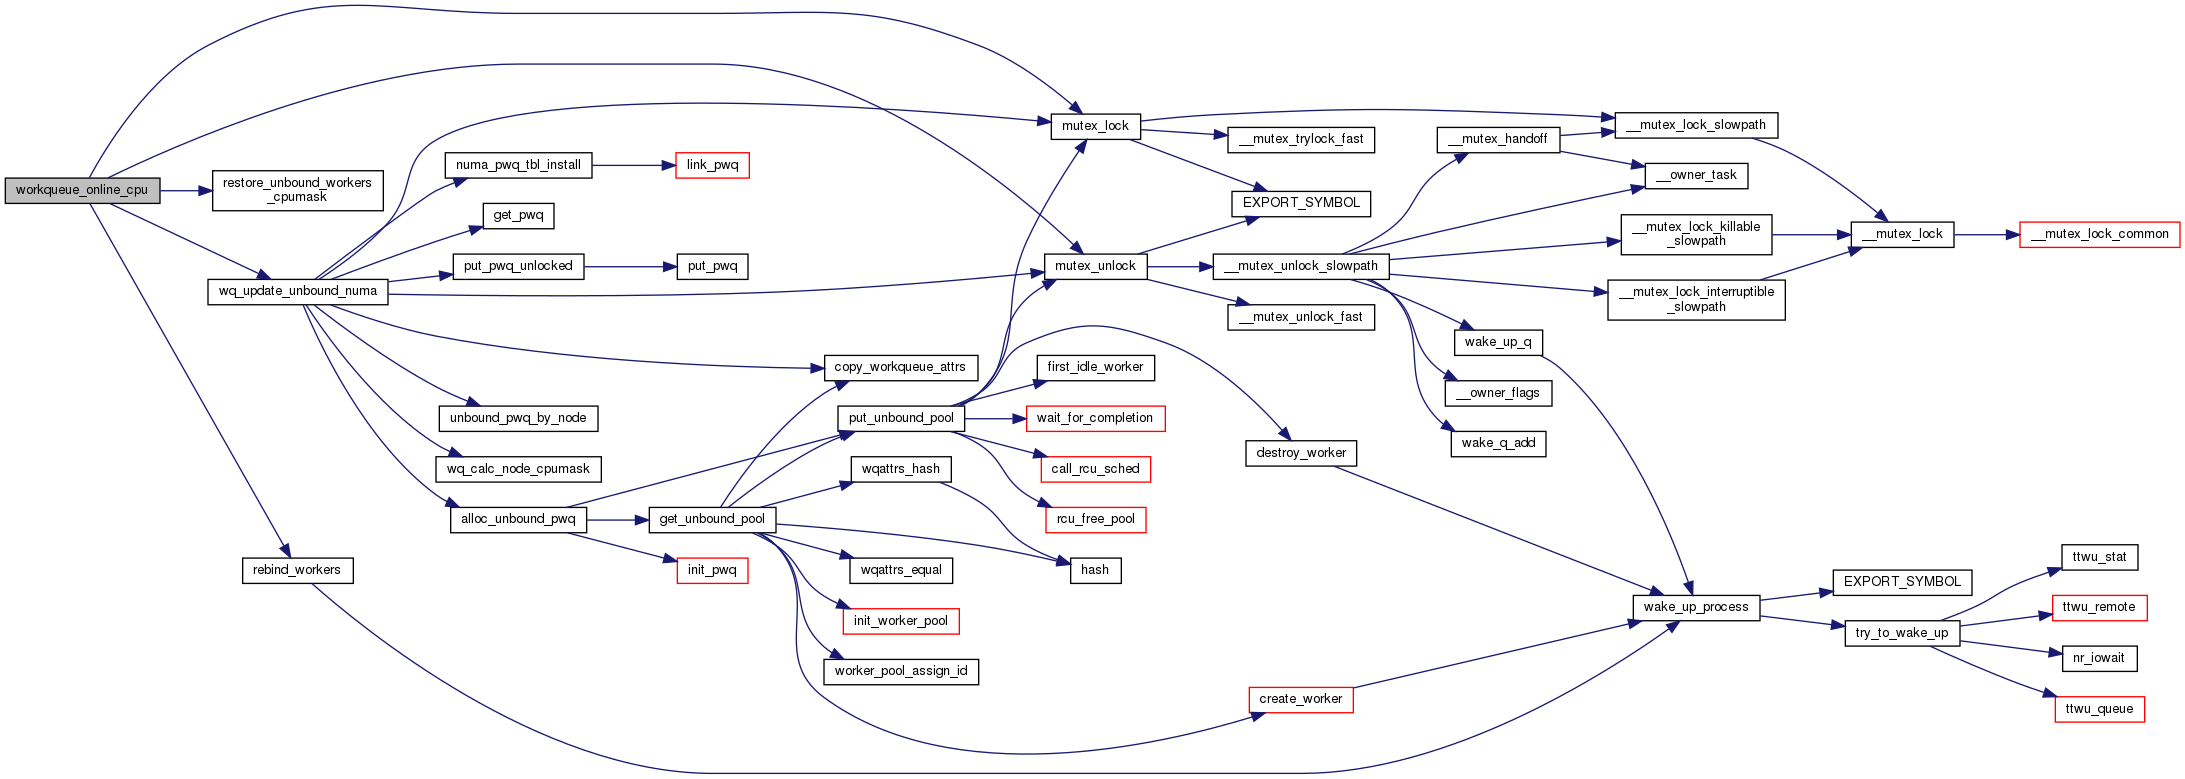 workqueue_online_cpu
restore_unbound_workers
_cpumask
wq_update_unbound_numa
rebind_workers
numa_pwq_tbl_install
get_pwq
put_pwq_unlocked
unbound_pwq_by_node
wq_calc_node_cpumask
alloc_unbound_pwq
link_pwq
put_pwq
get_unbound_pool
init_pwq
copy_workqueue_attrs
put_unbound_pool
wqattrs_hash
wqattrs_equal
init_worker_pool
worker_pool_assign_id
mutex_lock
mutex_unlock
first_idle_worker
wait_for_completion
call_rcu_sched
rcu_free_pool
hash
__mutex_trylock_fast
EXPORT_SYMBOL
__mutex_unlock_slowpath
__mutex_unlock_fast
destroy_worker
create_worker
__mutex_handoff
wake_up_q
__owner_flags
wake_q_add
__mutex_lock_slowpath
__owner_task
__mutex_lock_killable
_slowpath
__mutex_lock_interruptible
_slowpath
wake_up_process
__mutex_lock
EXPORT_SYMBOL
try_to_wake_up
__mutex_lock_common
ttwu_stat
ttwu_remote
nr_iowait
ttwu_queue